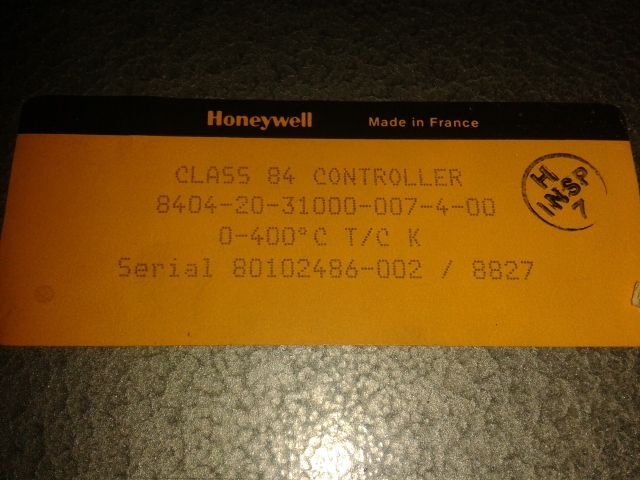 Honeywell Made in France
CLASS 84 CONTROLLER
8404-20-31000-007-4-00
0-400°C T/C K
Serial 80102486-002 / 8827
H
INSP
7